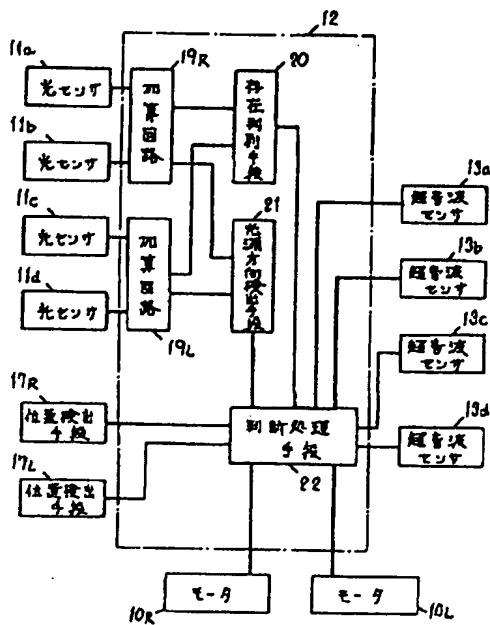 12
11a
光センサ
11b
光センサ
11c
光センサ
11d
光センサ
19R
加算回路
加算回路
19L
20
存在判別手段
21
光源方向検出手段
13a
超音波
センサ
13b
超音波
センサ
13c
超音波
センサ
13d
超音波
センサ
17R
位置検出
手段
17L
位置検出
手段
判断処理
手段
22
モータ
10R
モータ
10L